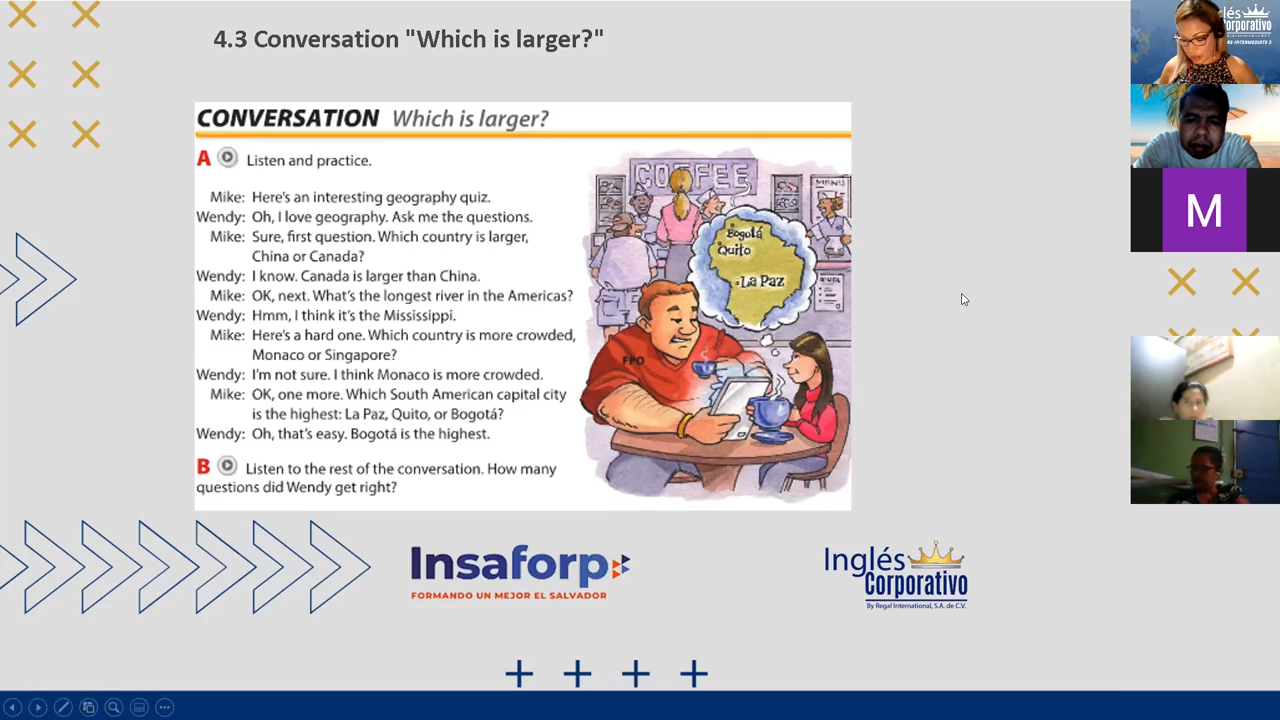 4.3 Conversation "Which is larger?"
CONVERSATION Which is larger?
A Listen and practice.
Mike: Here's an interesting geography quiz.
Wendy: Oh, I love geography. Ask me the questions.
Mike: Sure, first question. Which country is larger,
China or Canada?
Wendy: I know. Canada is larger than China.
Mike: OK, next. What's the longest river in the Americas?
Wendy: Hmm, I think it's the Mississippi.
Mike: Here's a hard one. Which country is more crowded,
Monaco or Singapore?
Wendy: I'm not sure. I think Monaco is more crowded.
Mike: OK, one more. Which South American capital city
is the highest: La Paz, Quito, or Bogotá?
Wendy: Oh, that's easy. Bogotá is the highest.
B Listen to the rest of the conversation. How many
questions did Wendy get right?
COFFEE
MENU
Bogotá
Quito
La Paz
FPO
Insaforp
FORMANDO UN MEJOR EL SALVADOR
Inglés
Corporativo
By Regal International, S.A. de C.V.
lés
orporativo
RE-INTERMEDIATE 2
M